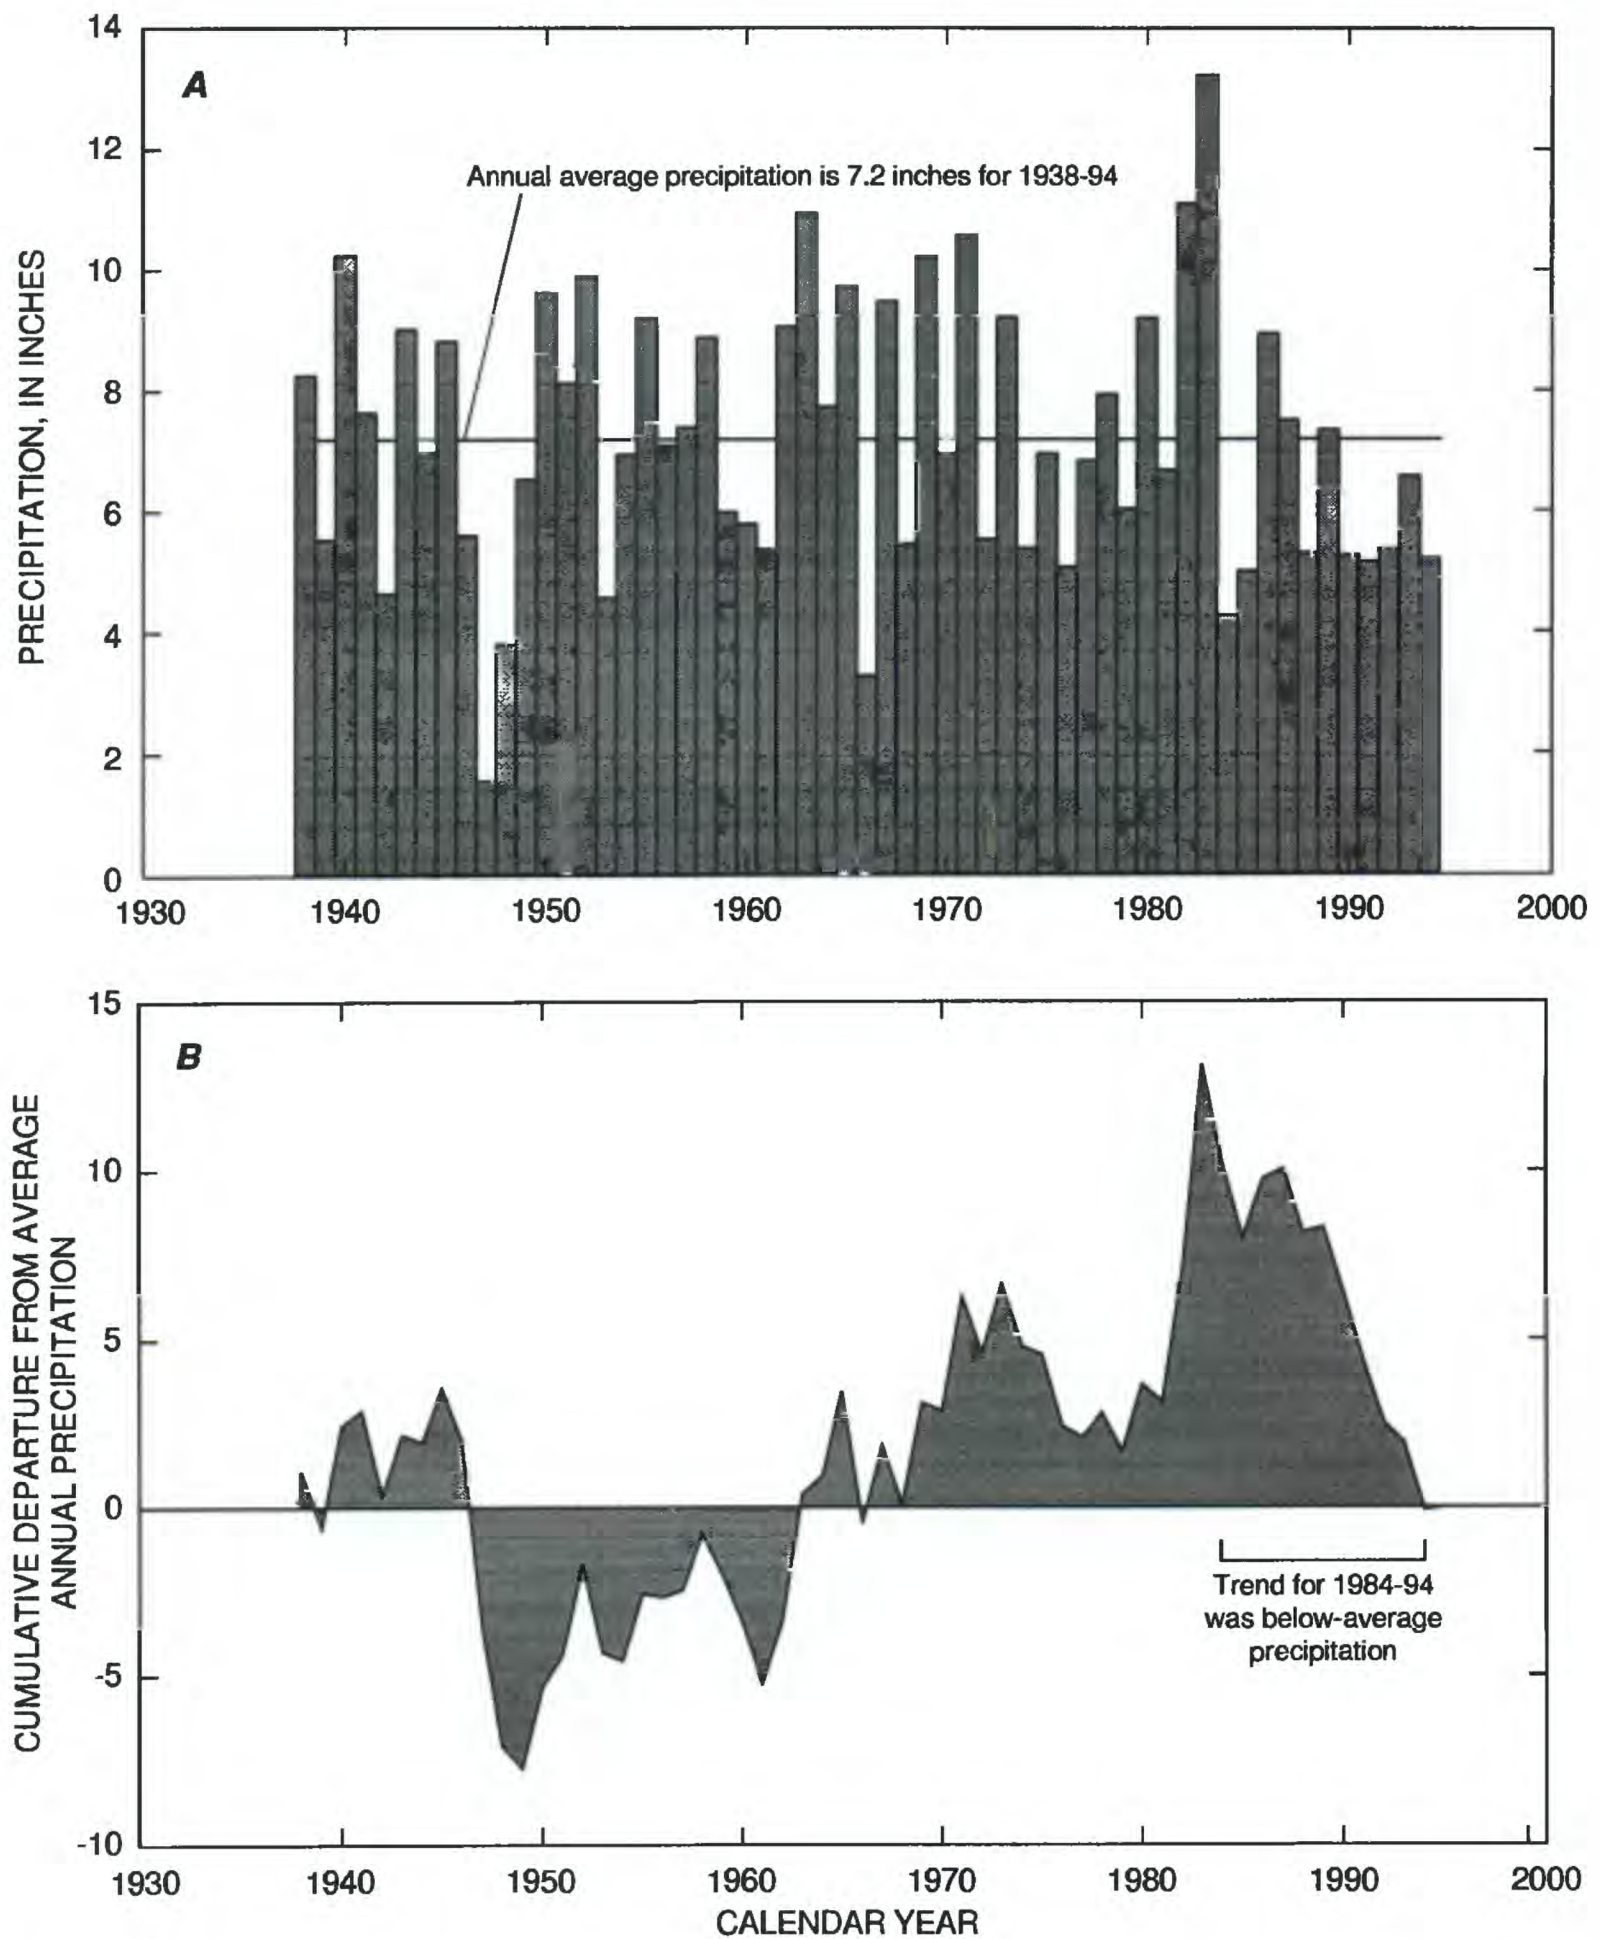 14
12
10
8
6
4
2
0
PRECIPITATION, IN INCHES
A
Annual average precipitation is 7.2 inches for 1938-94
1930 1940 1950 1960 1970 1980 1990 2000
15
10
5
0
-5
-10
CUMULATIVE DEPARTURE FROM AVERAGE
ANNUAL PRECIPITATION
B
Trend for 1984-94
was below-average
precipitation
1930 1940 1950 1960 1970 1980 1990 2000
CALENDAR YEAR